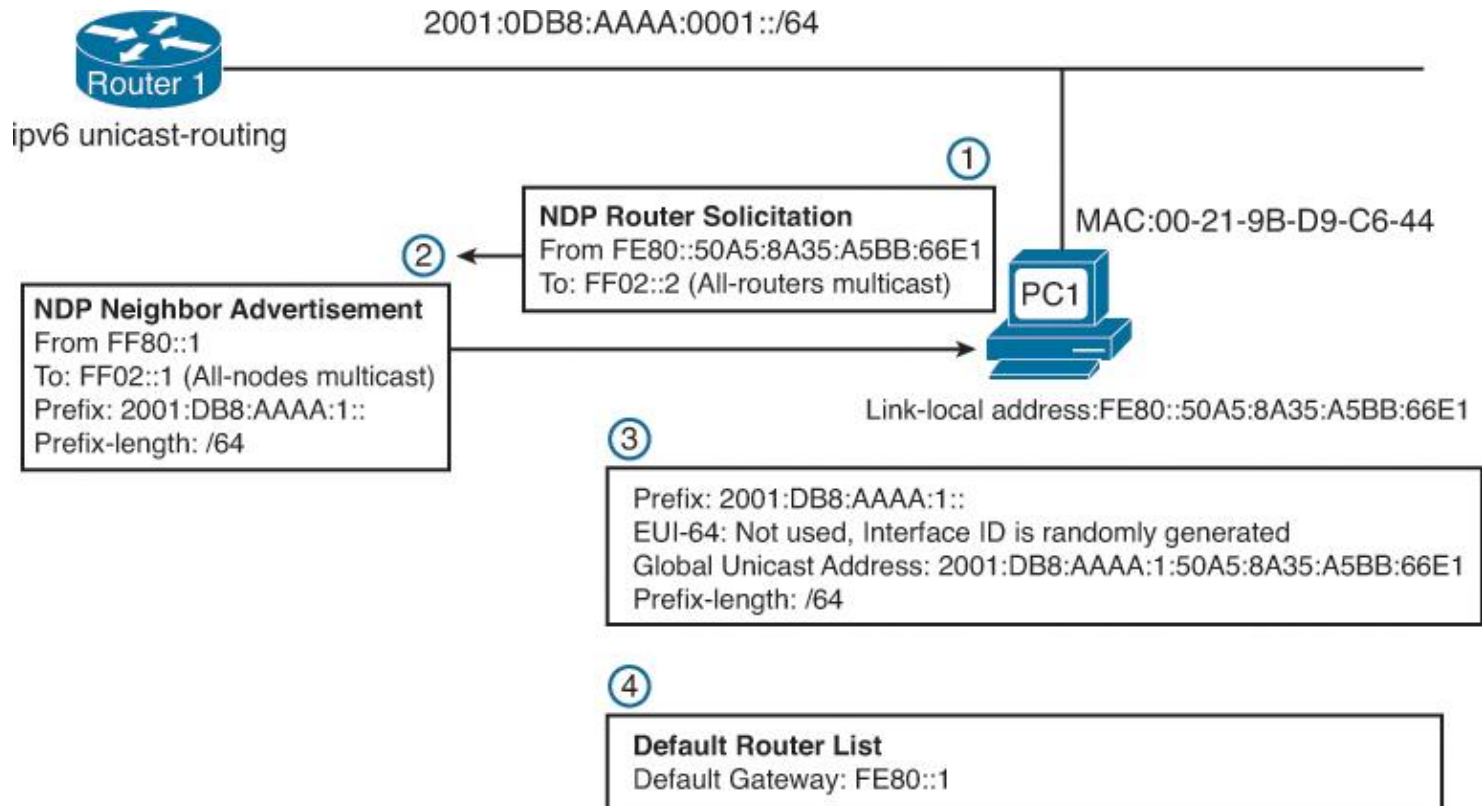 2001:0DB8:AAAA:0001::/64
Router 1
ipv6 unicast-routing
1
NDP Router Solicitation
From FE80::50A5:8A35:A5BB:66E1
To: FF02::2 (All-routers multicast)
MAC:00-21-9B-D9-C6-44
PC1
Link-local address:FE80::50A5:8A35:A5BB:66E1
2
NDP Neighbor Advertisement
From FF80::1
To: FF02::1 (All-nodes multicast)
Prefix: 2001:DB8:AAAA:1::
Prefix-length: /64
3
Prefix: 2001:DB8:AAAA:1::
EUI-64: Not used, Interface ID is randomly generated
Global Unicast Address: 2001:DB8:AAAA:1:50A5:8A35:A5BB:66E1
Prefix-length: /64
4
Default Router List
Default Gateway: FE80::1